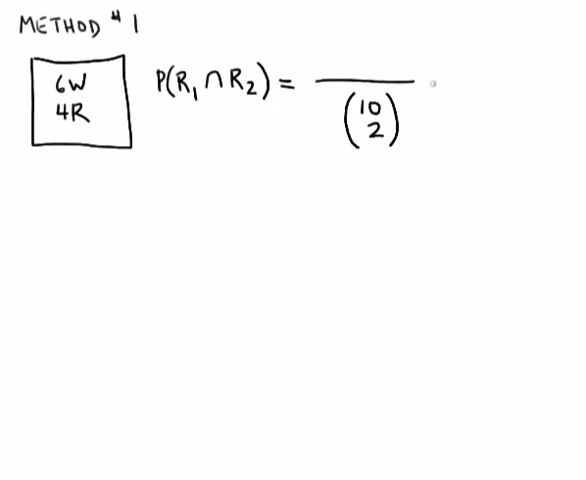 METHOD #1
6W
4R
P(R₁ ∩ R₂) = ───
(10
2)